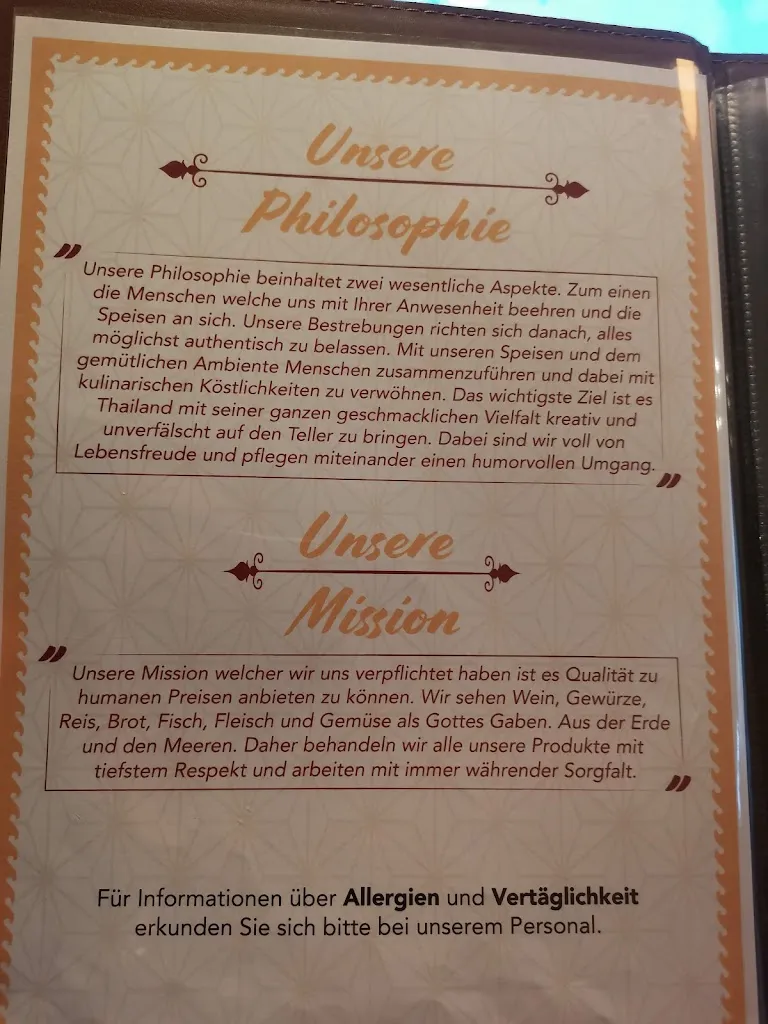 Unsere
Philosophie
Unsere Philosophie beinhaltet zwei wesentliche Aspekte. Zum einen
die Menschen welche uns mit Ihrer Anwesenheit beehren und die
Speisen an sich. Unsere Bestrebungen richten sich danach, alles
möglichst authentisch zu belassen. Mit unseren Speisen und dem
gemütlichen Ambiente Menschen zusammenzuführen und dabei mit
kulinarischen Köstlichkeiten zu verwöhnen. Das wichtigste Ziel ist es
Thailand mit seiner ganzen geschmacklichen Vielfalt kreativ und
unverfälscht auf den Teller zu bringen. Dabei sind wir voll von
Lebensfreude und pflegen miteinander einen humorvollen Umgang.
Unsere
Mission
Unsere Mission welcher wir uns verpflichtet haben ist es Qualität zu
humanen Preisen anbieten zu können. Wir sehen Wein, Gewürze,
Reis, Brot, Fisch, Fleisch und Gemüse als Gottes Gaben. Aus der Erde
und den Meeren. Daher behandeln wir alle unsere Produkte mit
tiefstem Respekt und arbeiten mit immer währender Sorgfalt.
Für Informationen über Allergien und Vertäglichkeit
erkunden Sie sich bitte bei unserem Personal.